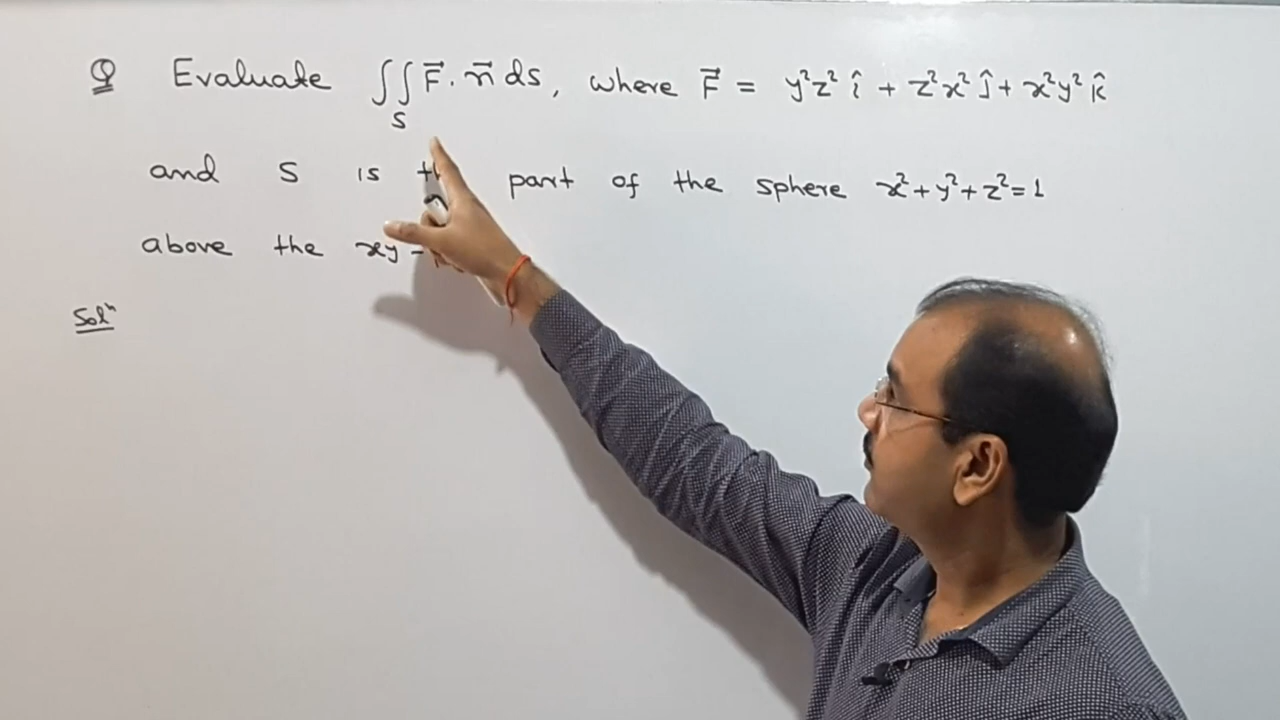 Q Evaluate ∬_S F⃗ · n⃗ ds, where F⃗ = y²z² î + z²x² ĵ + x²y² k̂
and S is part of the sphere x²+y²+z²=1
above the xy -
Solⁿ